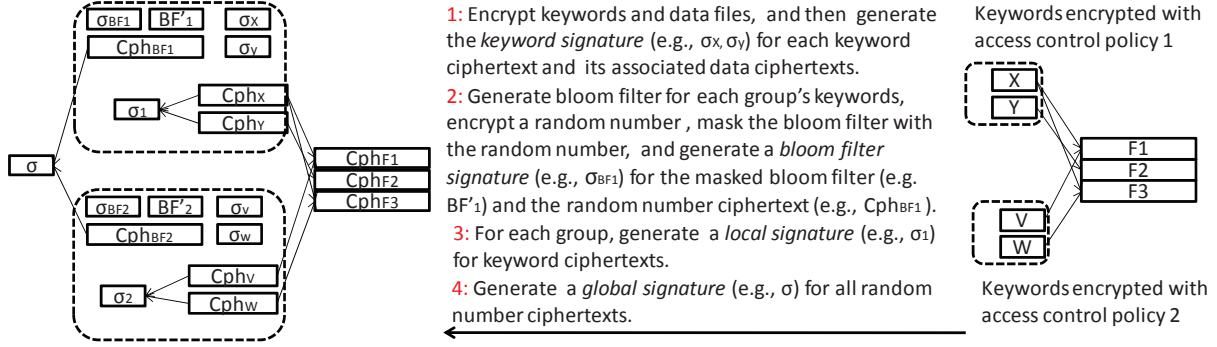 σBF1 BF'1 σX
CphBF1 σy
σ1 CphX
CphY
σ
CphF1
CphF2
CphF3
σBF2 BF'2 σv
CphBF2 σw
σ2 CphV
CphW
1: Encrypt keywords and data files, and then generate
the keyword signature (e.g., σX, σy) for each keyword
ciphertext and its associated data ciphertexts.
2: Generate bloom filter for each group's keywords,
encrypt a random number , mask the bloom filter with
the random number, and generate a bloom filter
signature (e.g., σBF1) for the masked bloom filter (e.g.
BF'1) and the random number ciphertext (e.g., CphBF1).
3: For each group, generate a local signature (e.g., σ1)
for keyword ciphertexts.
4: Generate a global signature (e.g., σ) for all random
number ciphertexts.
Keywords encrypted with
access control policy 1
X
Y
F1
F2
F3
V
W
Keywords encrypted with
access control policy 2